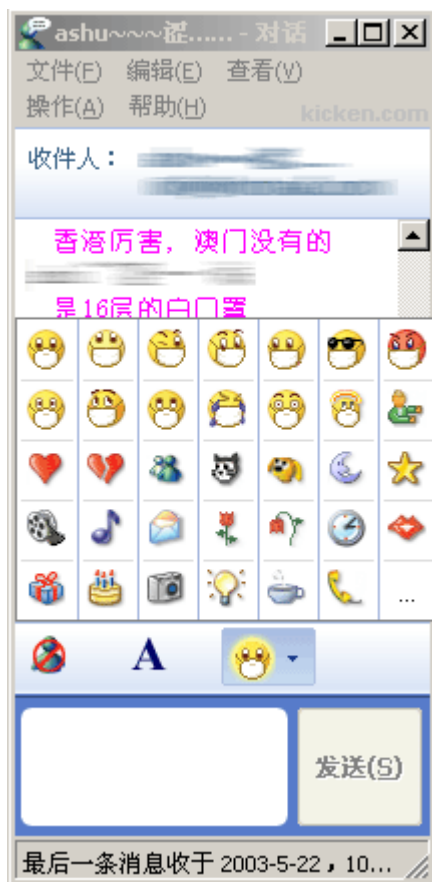 ashu~~~...... - 对话
文件(F) 编辑(E) 查看(V)
操作(A) 帮助(H)
kicken.com
收件人：
香港厉害，澳门没有的
是16层的白口罩
A
...
发送(S)
最后一条消息收于 2003-5-22，10...